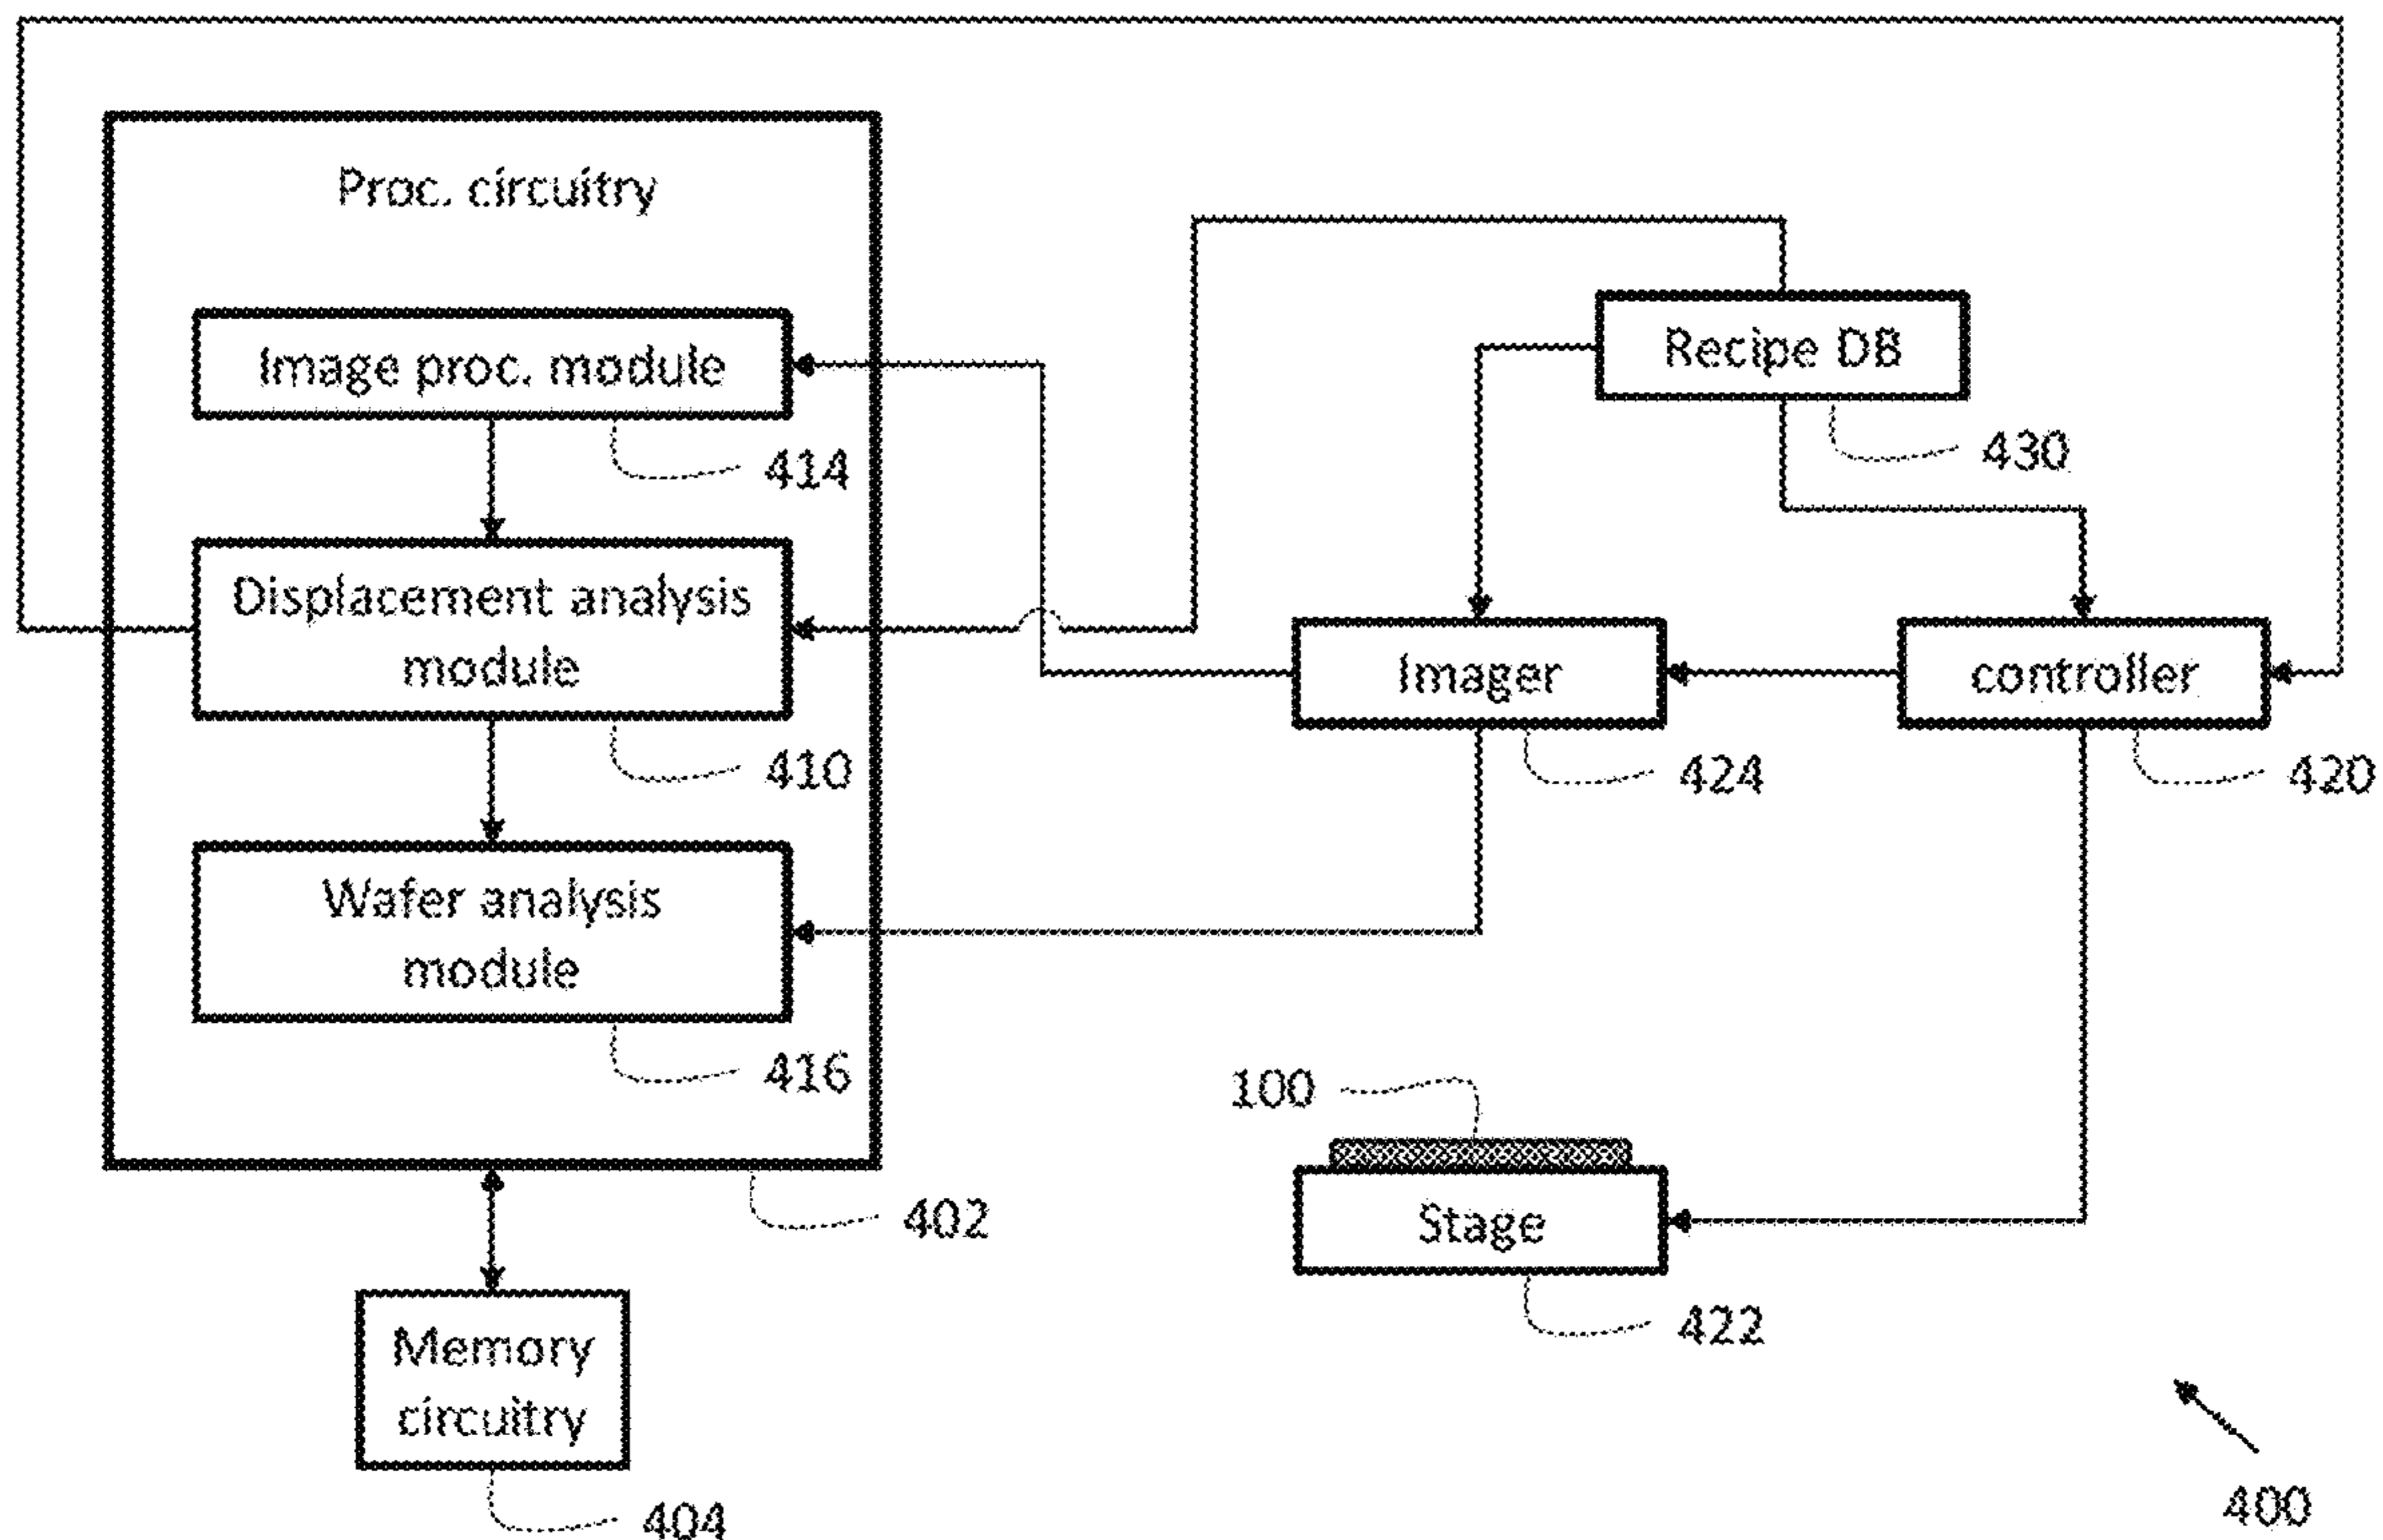 Proc. circuitry
Image proc. module
414
Displacement analysis
module
410
Wafer analysis
module
416
402
Memory
circuitry
404
Recipe DB
430
Imager
424
controller
420
100
Stage
422
400